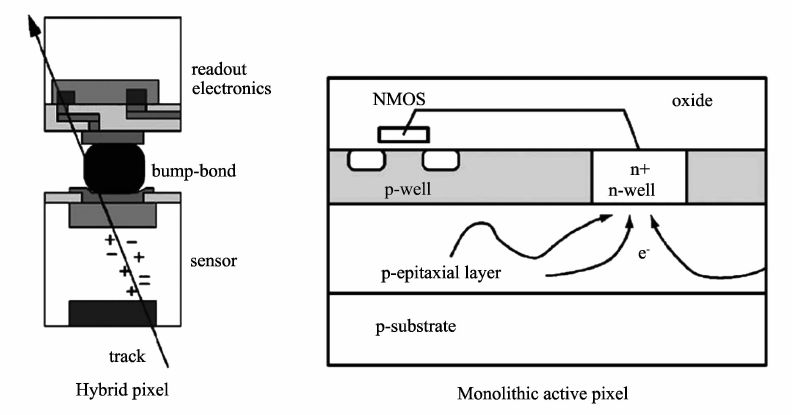 readout
electronics
bump-bond
sensor
track
Hybrid pixel
NMOS
oxide
n+
n-well
p-well
e-
p-epitaxial layer
p-substrate
Monolithic active pixel